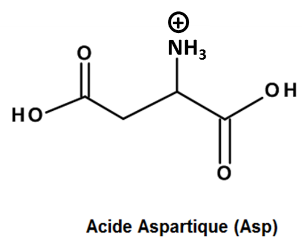 ⊕
O
NH₃
HO
OH
O
Acide Aspartique (Asp)